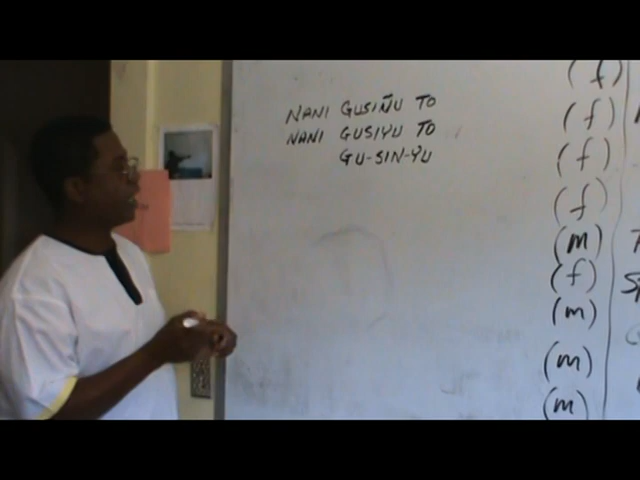 NANI GUSIÑU TO
NANI GUSIYU TO
GU-SIN-YU
(f)
(f)
(f)
(f)
(m)
(f)
(m)
(m)
(m)